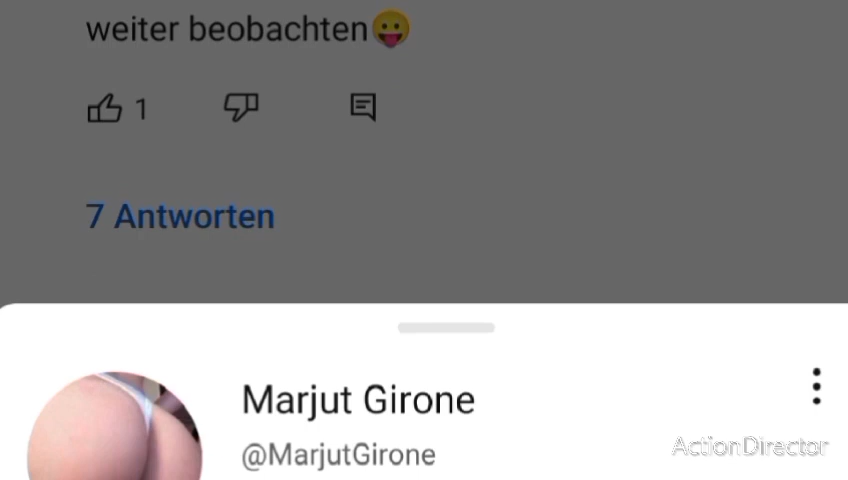 weiter beobachten😛
1
7 Antworten
Marjut Girone
@MarjutGirone
ActionDirector